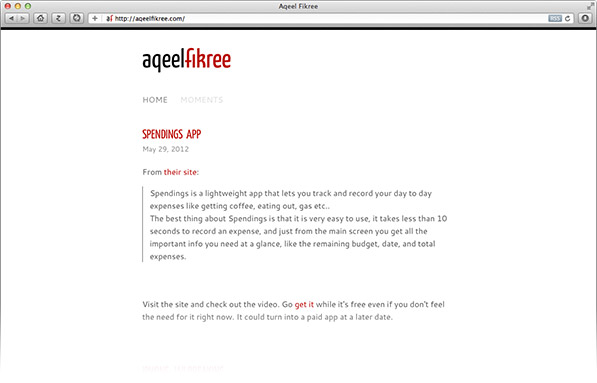 Aqeel Fikree
http://aqeelfikree.com/
RSS
aqeelfikree
HOME MOMENTS
SPENDINGS APP
May 29, 2012
From their site:
Spendings is a lightweight app that lets you track and record your day to day
expenses like getting coffee, eating out, gas etc..
The best thing about Spendings is that it is very easy to use, it takes less than 10
seconds to record an expense, and just from the main screen you get all the
important info you need at a glance, like the remaining budget, date, and total
expenses.
Visit the site and check out the video. Go get it while it's free even if you don't feel
the need for it right now. It could turn into a paid app at a later date.